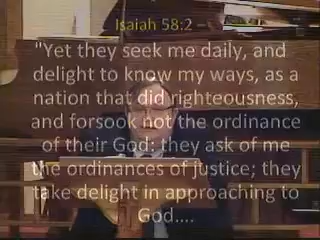 Isaiah 58:2
"Yet they seek me daily, and
delight to know my ways, as a
nation that did righteousness,
and forsook not the ordinance
of their God: they ask of me
the ordinances of justice; they
take delight in approaching to
God....